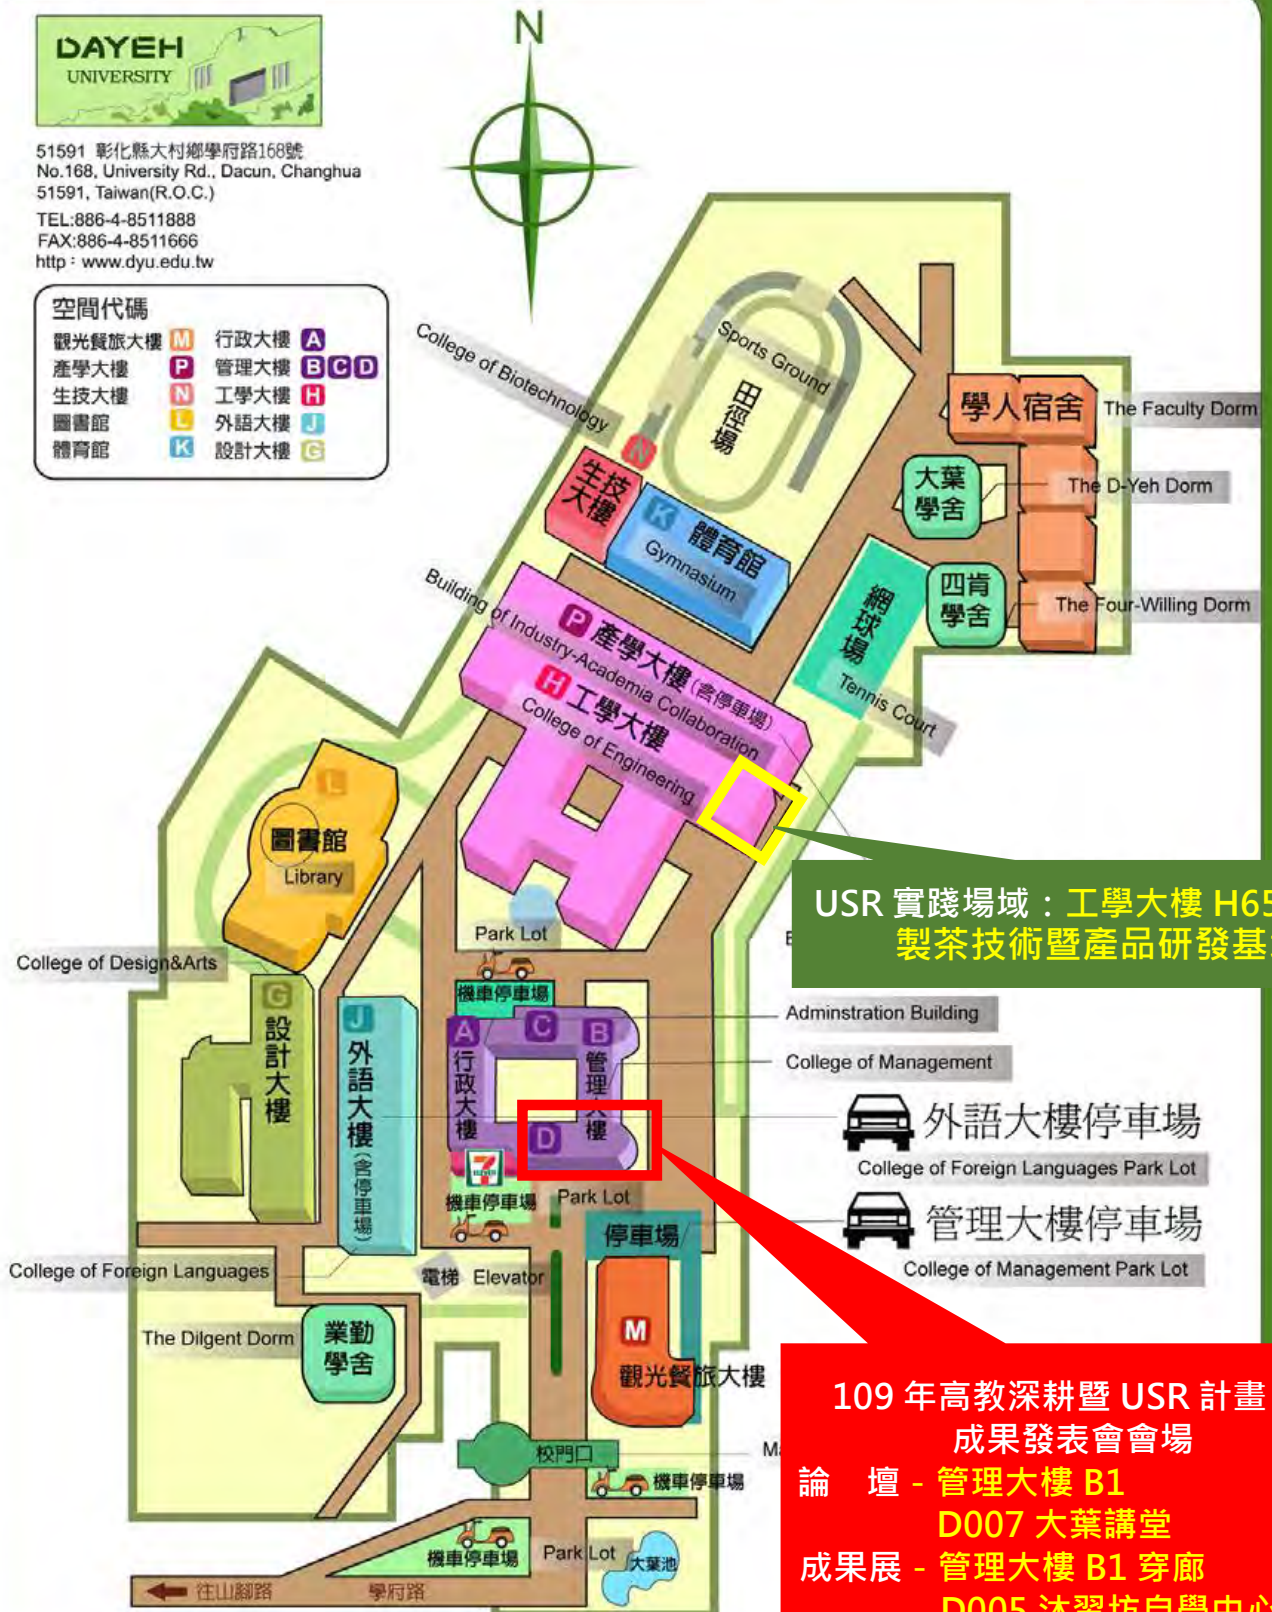 DAYEH
UNIVERSITY
51591 彰化縣大村鄉學府路168號
No.168, University Rd., Dacun, Changhua
51591, Taiwan(R.O.C.)
TEL:886-4-8511888
FAX:886-4-8511666
http：www.dyu.edu.tw
N
空間代碼
觀光餐旅大樓 M 行政大樓 A
產學大樓 P 管理大樓 B C D
生技大樓 N 工學大樓 H
圖書館 L 外語大樓 J
體育館 K 設計大樓 G
College of Biotechnology
Sports Ground
田徑場
N
生技大樓
K 體育館
Gymnasium
學人宿舍
The Faculty Dorm
大葉學舍
The D-Yeh Dorm
四肯學舍
The Four-Willing Dorm
網球場
Tennis Court
P 產學大樓(含停車場)
Building of Industry-Academia Collaboration
H 工學大樓
College of Engineering
L
圖書館
Library
USR 實踐場域：工學大樓 H65
製茶技術暨產品研發基
Park Lot
機車停車場
College of Design&Arts
G
設計大樓
J
外語大樓(含停車場)
A
行政大樓
C
B
管理大樓
D
Adminstration Building
College of Management
外語大樓停車場
College of Foreign Languages Park Lot
管理大樓停車場
College of Management Park Lot
7
ELEVEN
機車停車場
Park Lot
停車場
College of Foreign Languages
電梯 Elevator
The Dilgent Dorm
業勤學舍
M
觀光餐旅大樓
校門口
Ma
機車停車場
機車停車場
Park Lot
大葉池
往山腳路
學府路
109 年高教深耕暨 USR 計畫
成果發表會會場
論 壇 - 管理大樓 B1
D007 大葉講堂
成果展 - 管理大樓 B1 穿廊
D005 沐習坊自學中心